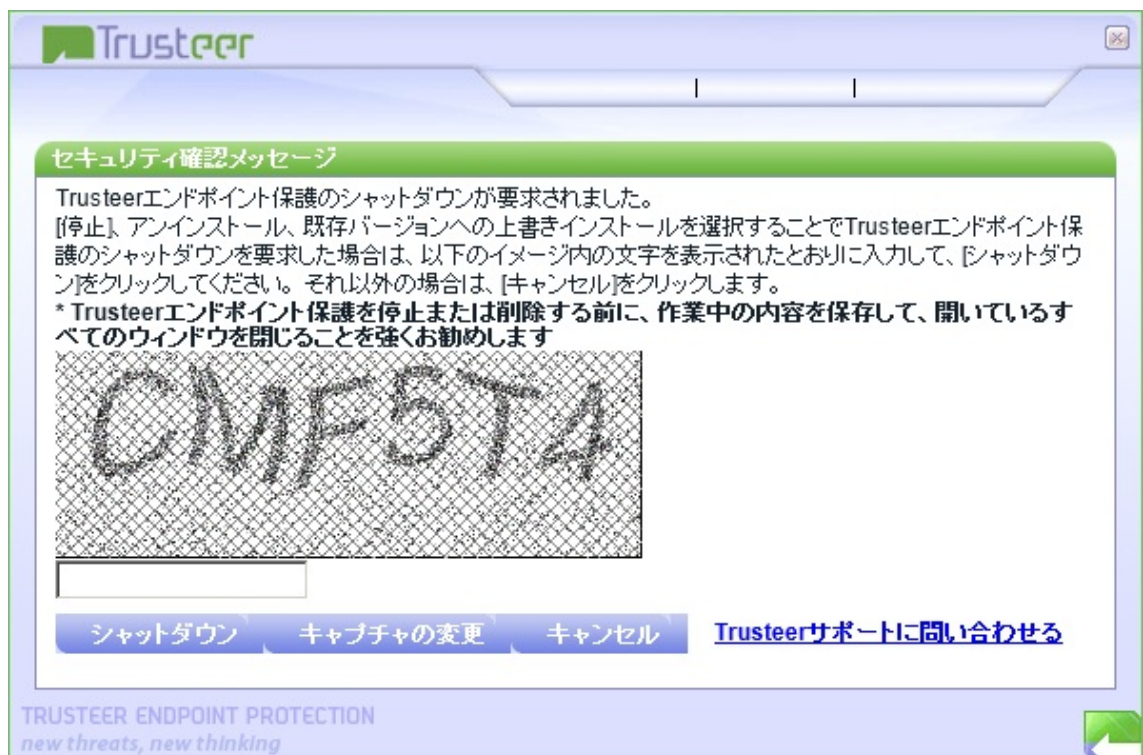 Trusteer
セキュリティ確認メッセージ
Trusteerエンドポイント保護のシャットダウンが要求されました。
[停止]、アンインストール、既存バージョンへの上書きインストールを選択することでTrusteerエンドポイント保
護のシャットダウンを要求した場合は、以下のイメージ内の文字を表示されたとおりに入力して、[シャットダウ
ン]をクリックしてください。それ以外の場合は、[キャンセル]をクリックします。
* Trusteerエンドポイント保護を停止または削除する前に、作業中の内容を保存して、開いているす
べてのウィンドウを閉じることを強くお勧めします
CMF5T4
シャットダウン キャプチャの変更 キャンセル Trusteerサポートに問い合わせる
TRUSTEER ENDPOINT PROTECTION
new threats, new thinking